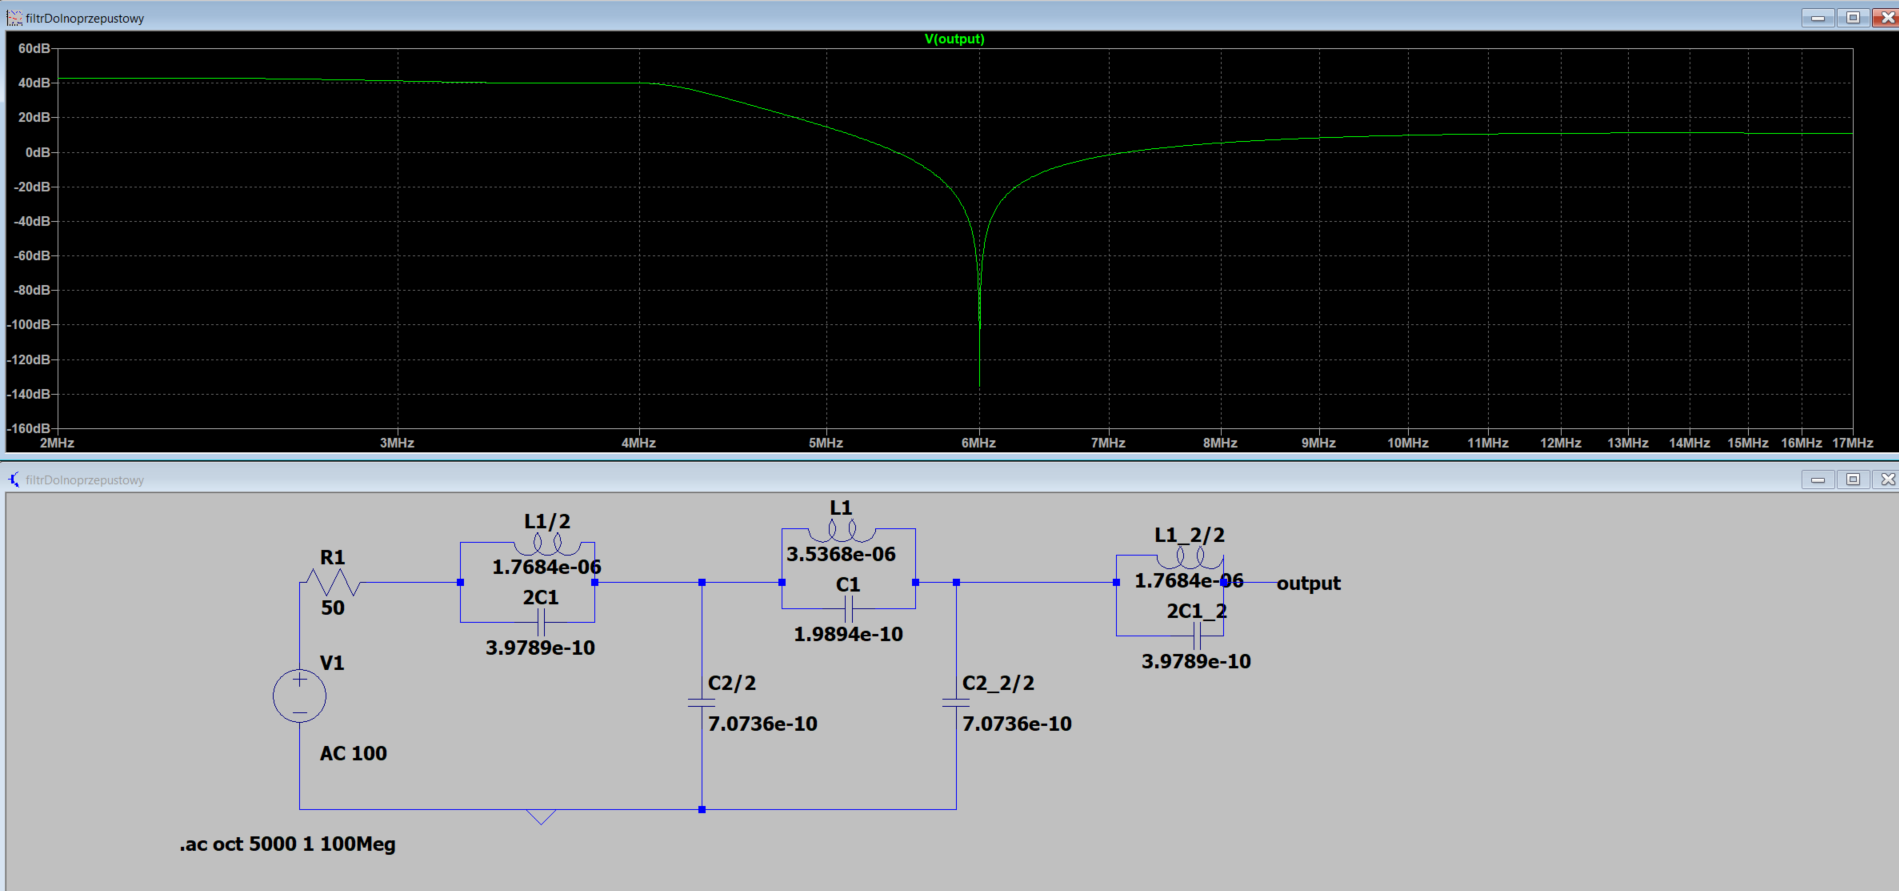 filtrDolnoprzepustowy
V(output)
60dB
40dB
20dB
0dB
-20dB
-40dB
-60dB
-80dB
-100dB
-120dB
-140dB
-160dB
2MHz 3MHz 4MHz 5MHz 6MHz 7MHz 8MHz 9MHz 10MHz 11MHz 12MHz 13MHz 14MHz 15MHz 16MHz 17MHz
filtrDolnoprzepustowy
R1
50
V1
AC 100
L1/2
1.7684e-06
2C1
3.9789e-10
C2/2
7.0736e-10
L1
3.5368e-06
C1
1.9894e-10
C2_2/2
7.0736e-10
L1_2/2
1.7684e-06
2C1_2
3.9789e-10
output
.ac oct 5000 1 100Meg